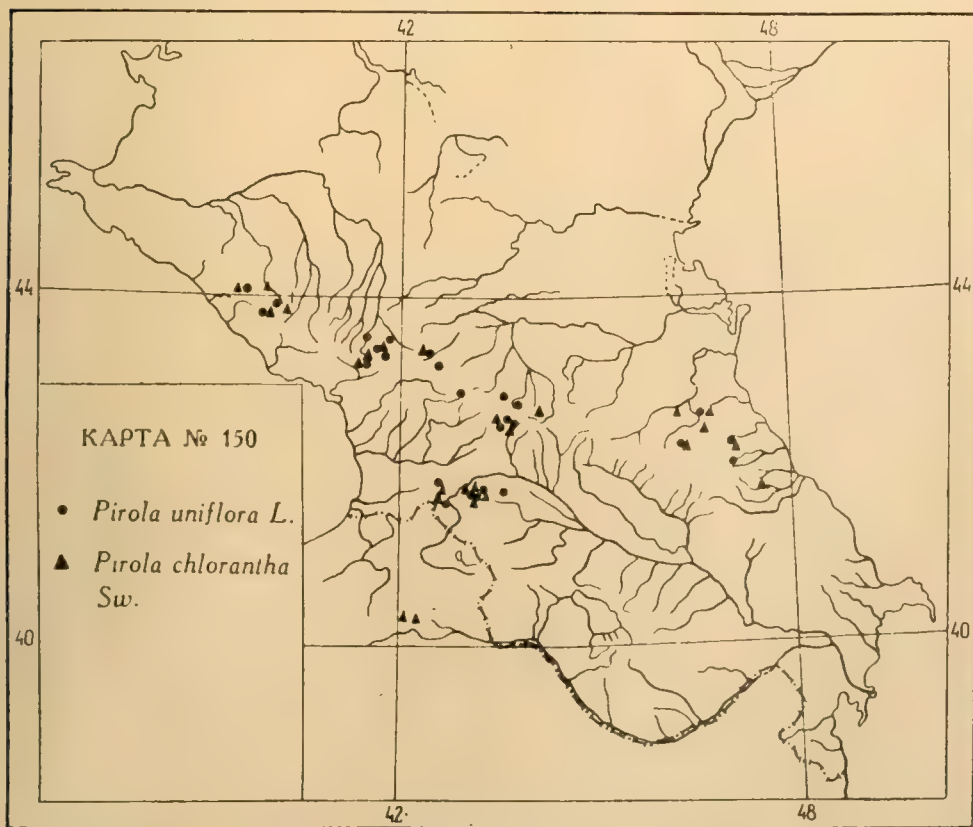 42 48
44 44
КАРТА № 150
Pirola uniflora L.
Pirola chlorantha
Sw.
40 40
42 48